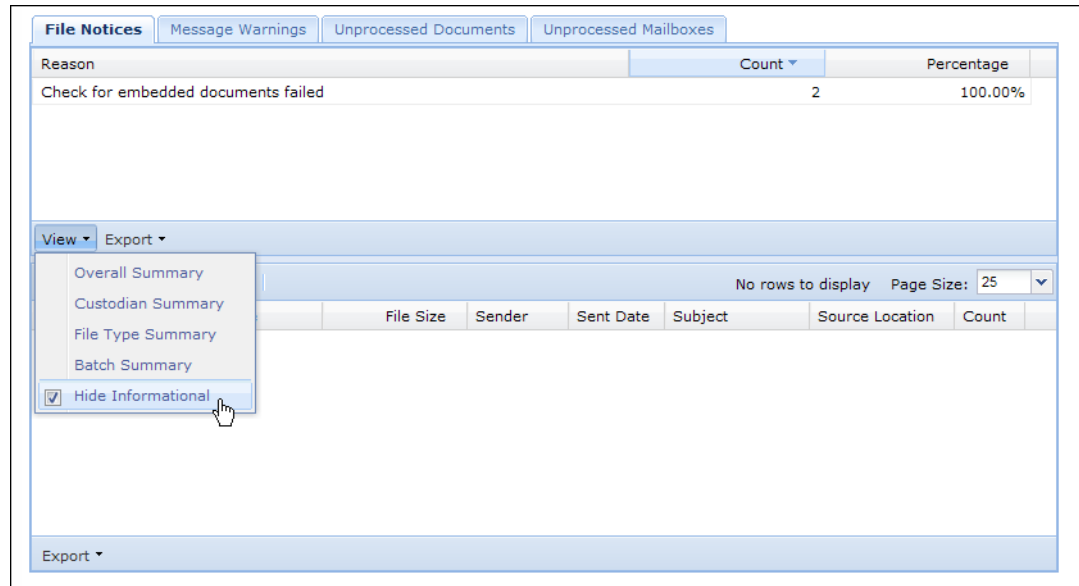 File Notices Message Warnings Unprocessed Documents Unprocessed Mailboxes
Reason Count Percentage
Check for embedded documents failed 2 100.00%
View Export
Overall Summary
No rows to display Page Size: 25
Custodian Summary
File Size Sender Sent Date Subject Source Location Count
File Type Summary
Batch Summary
Hide Informational
Export